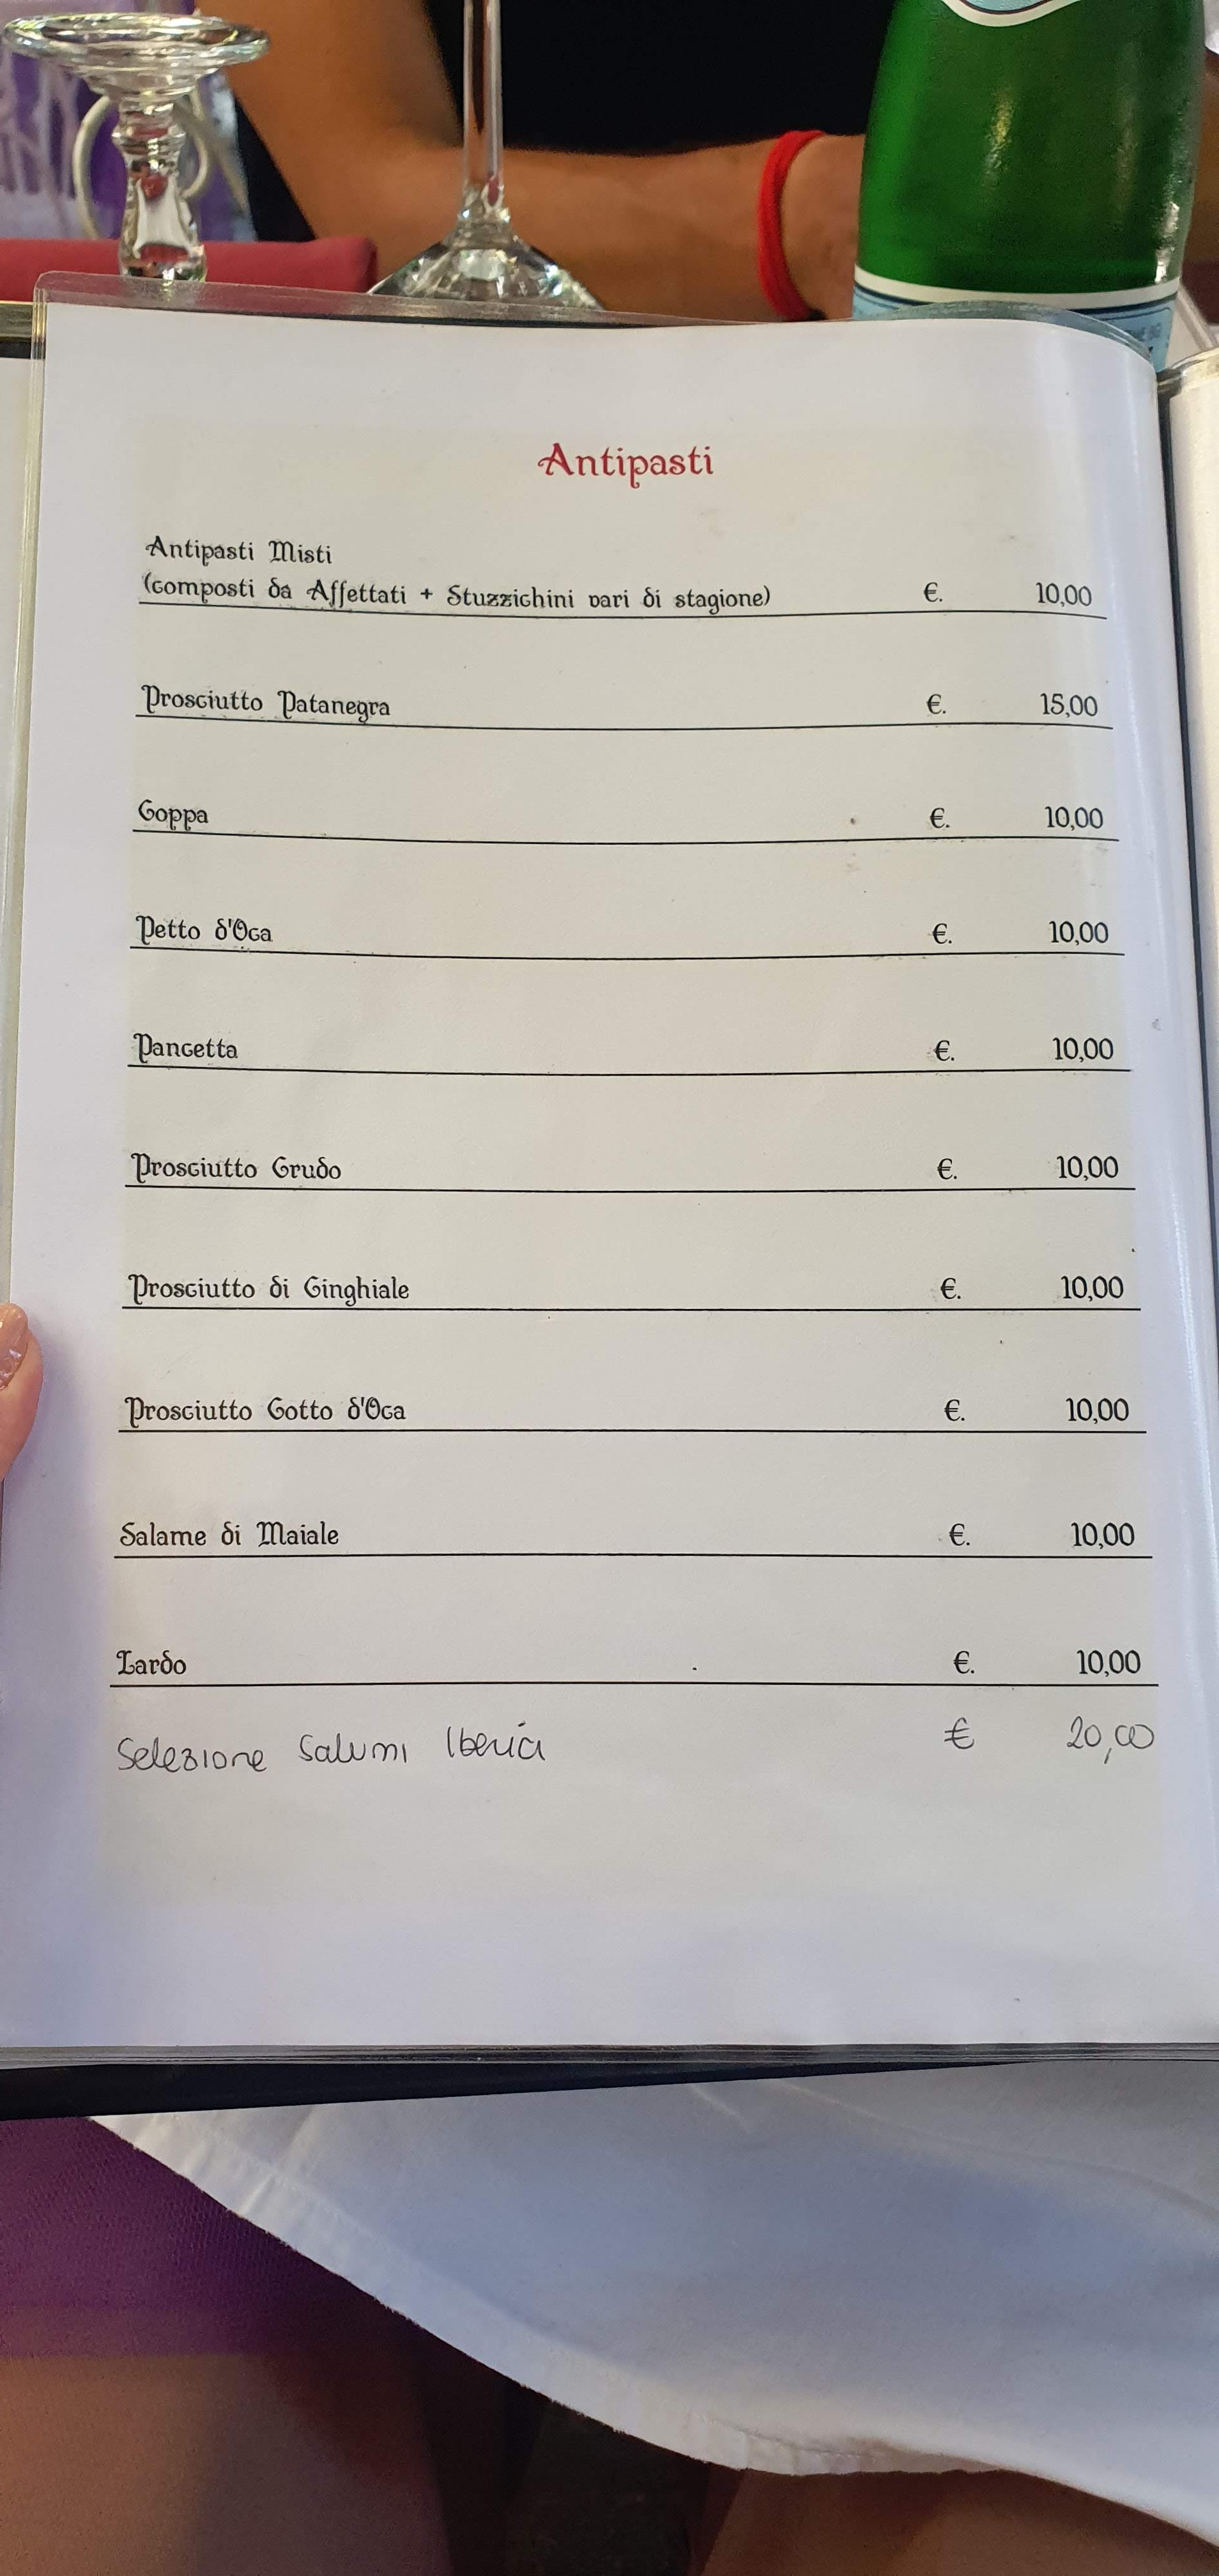 Antipasti
Antipasti Misti
(composti da Affettati + Stuzzichini vari di stagione) €. 10,00
Prosciutto Patanegra €. 15,00
Coppa €. 10,00
Petto d'Oca €. 10,00
Pancetta €. 10,00
Prosciutto Crudo €. 10,00
Prosciutto di Cinghiale €. 10,00
Prosciutto Cotto d'Oca €. 10,00
Salame di Maiale €. 10,00
Lardo €. 10,00
Selezione Salumi Iberici € 20,00